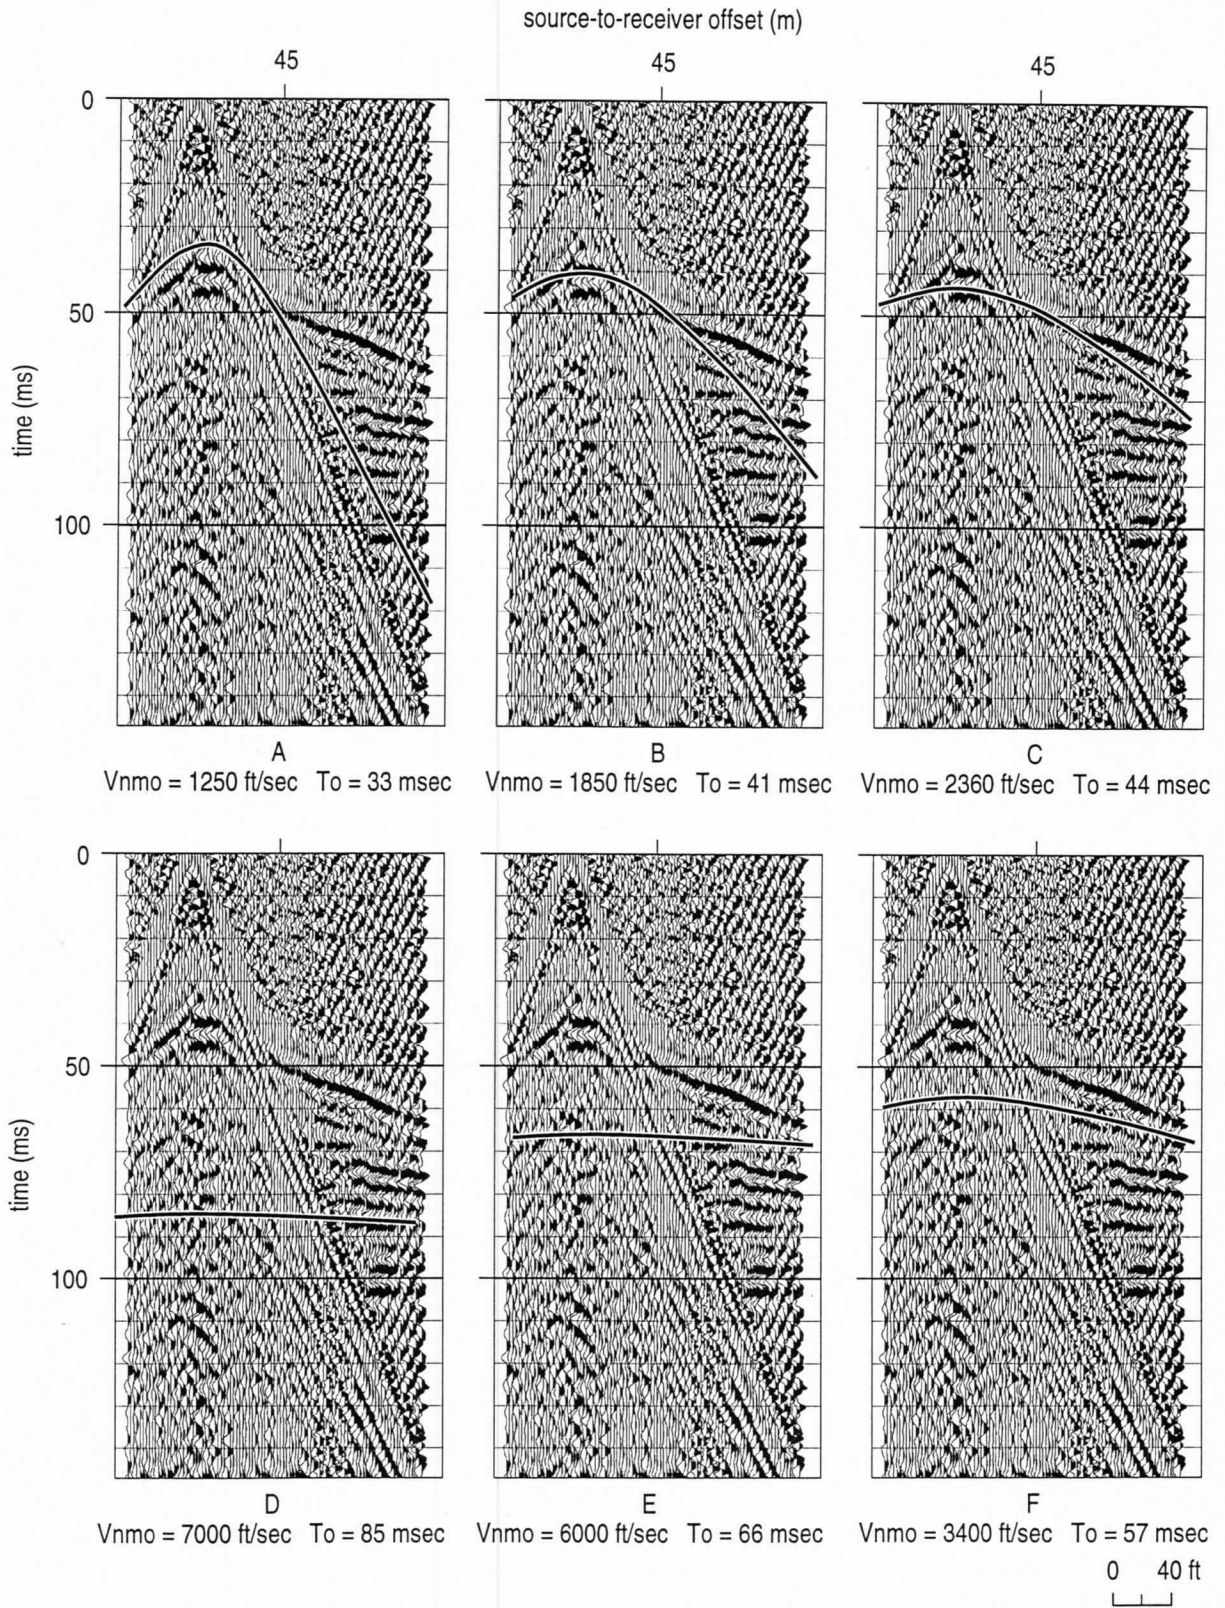 source-to-receiver offset (m)
45 45 45
0
50
time (ms)
100
A B C
Vnmo = 1250 ft/sec To = 33 msec Vnmo = 1850 ft/sec To = 41 msec Vnmo = 2360 ft/sec To = 44 msec
0
50
time (ms)
100
D E F
Vnmo = 7000 ft/sec To = 85 msec Vnmo = 6000 ft/sec To = 66 msec Vnmo = 3400 ft/sec To = 57 msec
0 40 ft